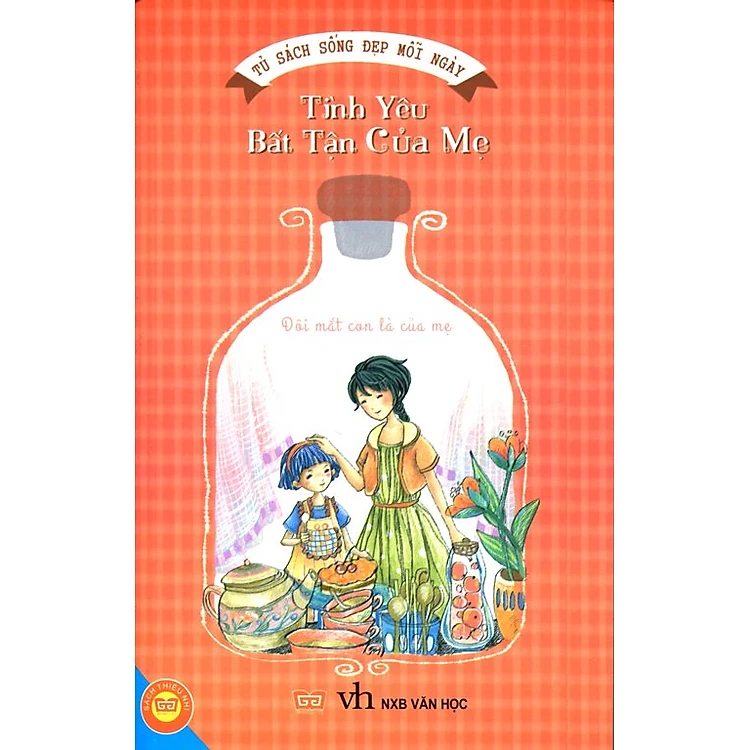 TỦ SÁCH SỐNG ĐẸP MỖI NGÀY
Tình Yêu
Bất Tận Của Mẹ
Đôi mắt con là của mẹ
SÁCH THIẾU NHI
vh NXB VĂN HỌC